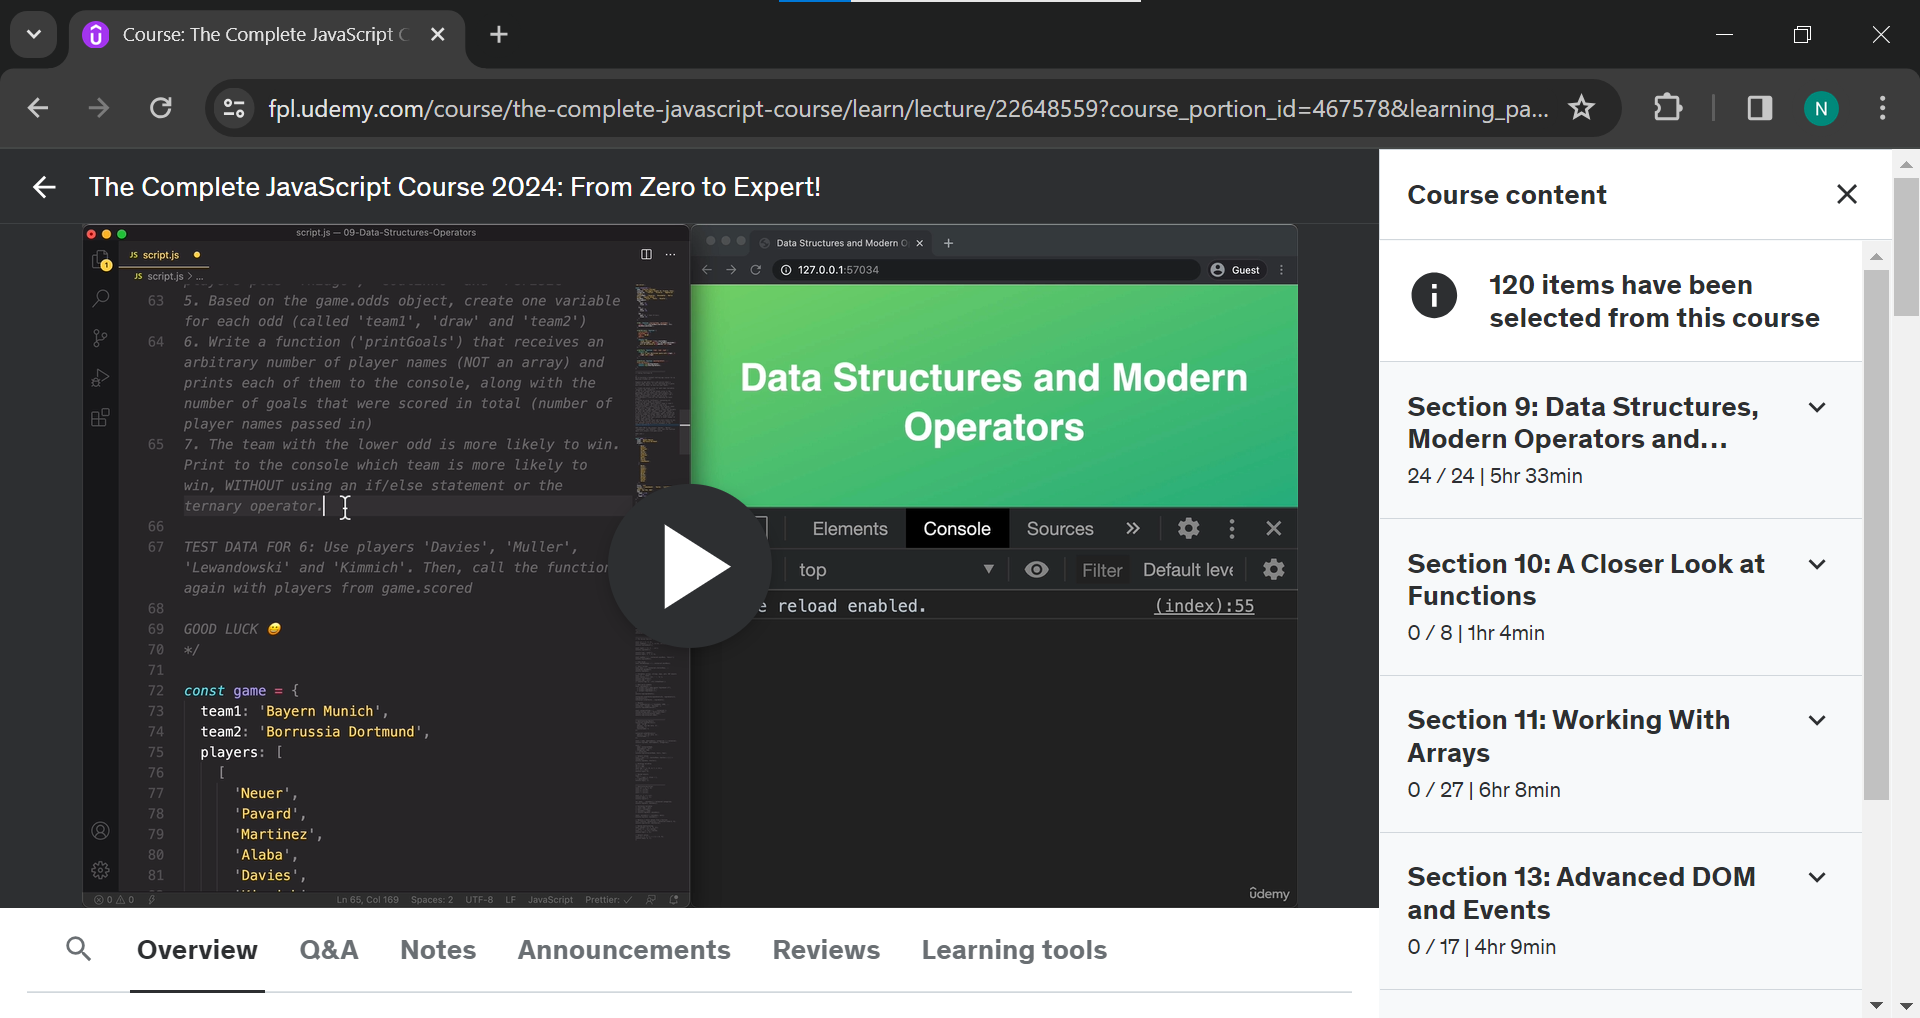 Course: The Complete JavaScript C
fpl.udemy.com/course/the-complete-javascript-course/learn/lecture/22648559?course_portion_id=467578&learning_pa...
N
The Complete JavaScript Course 2024: From Zero to Expert!
script.js — 09-Data-Structures-Operators
JS script.js
JS script.js > ...
63 5. Based on the game.odds object, create one variable
for each odd (called 'team1', 'draw' and 'team2')
64 6. Write a function ('printGoals') that receives an
arbitrary number of player names (NOT an array) and
prints each of them to the console, along with the
number of goals that were scored in total (number of
player names passed in)
65 7. The team with the lower odd is more likely to win.
Print to the console which team is more likely to
win, WITHOUT using an if/else statement or the
ternary operator.
66
67 TEST DATA FOR 6: Use players 'Davies', 'Muller',
'Lewandowski' and 'Kimmich'. Then, call the function
again with players from game.scored
68
69 GOOD LUCK 😀
70 */
71
72 const game = {
73 team1: 'Bayern Munich',
74 team2: 'Borrussia Dortmund',
75 players: [
76 [
77 'Neuer',
78 'Pavard',
79 'Martinez',
80 'Alaba',
81 'Davies',
0 0
Ln 65, Col 169 Spaces: 2 UTF-8 LF JavaScript Prettier: ✓
Data Structures and Modern O
127.0.0.1:57034
Guest
Data Structures and Modern
Operators
Elements Console Sources »
top Filter Default leve
reload enabled. (index):55
ûdemy
Overview Q&A Notes Announcements Reviews Learning tools
Course content
120 items have been
selected from this course
Section 9: Data Structures,
Modern Operators and...
24 / 24 | 5hr 33min
Section 10: A Closer Look at
Functions
0 / 8 | 1hr 4min
Section 11: Working With
Arrays
0 / 27 | 6hr 8min
Section 13: Advanced DOM
and Events
0 / 17 | 4hr 9min